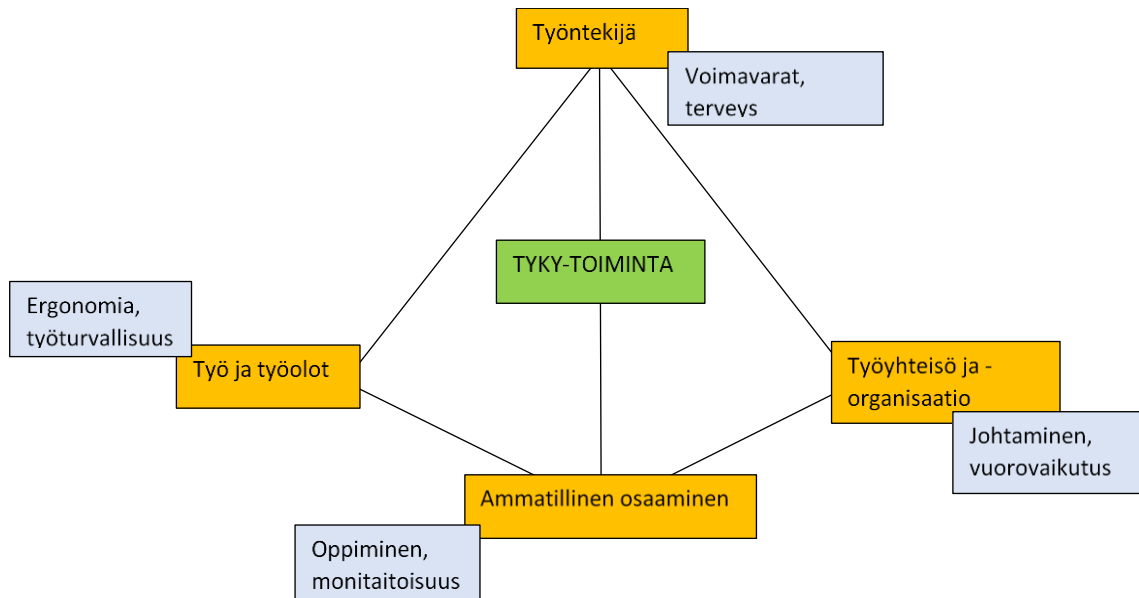 Työntekijä
Voimavarat,
terveys
TYKY-TOIMINTA
Ergonomia,
työturvallisuus
Työ ja työolot
Työyhteisö ja -
organisaatio
Johtaminen,
vuorovaikutus
Ammatillinen osaaminen
Oppiminen,
monitaitoisuus